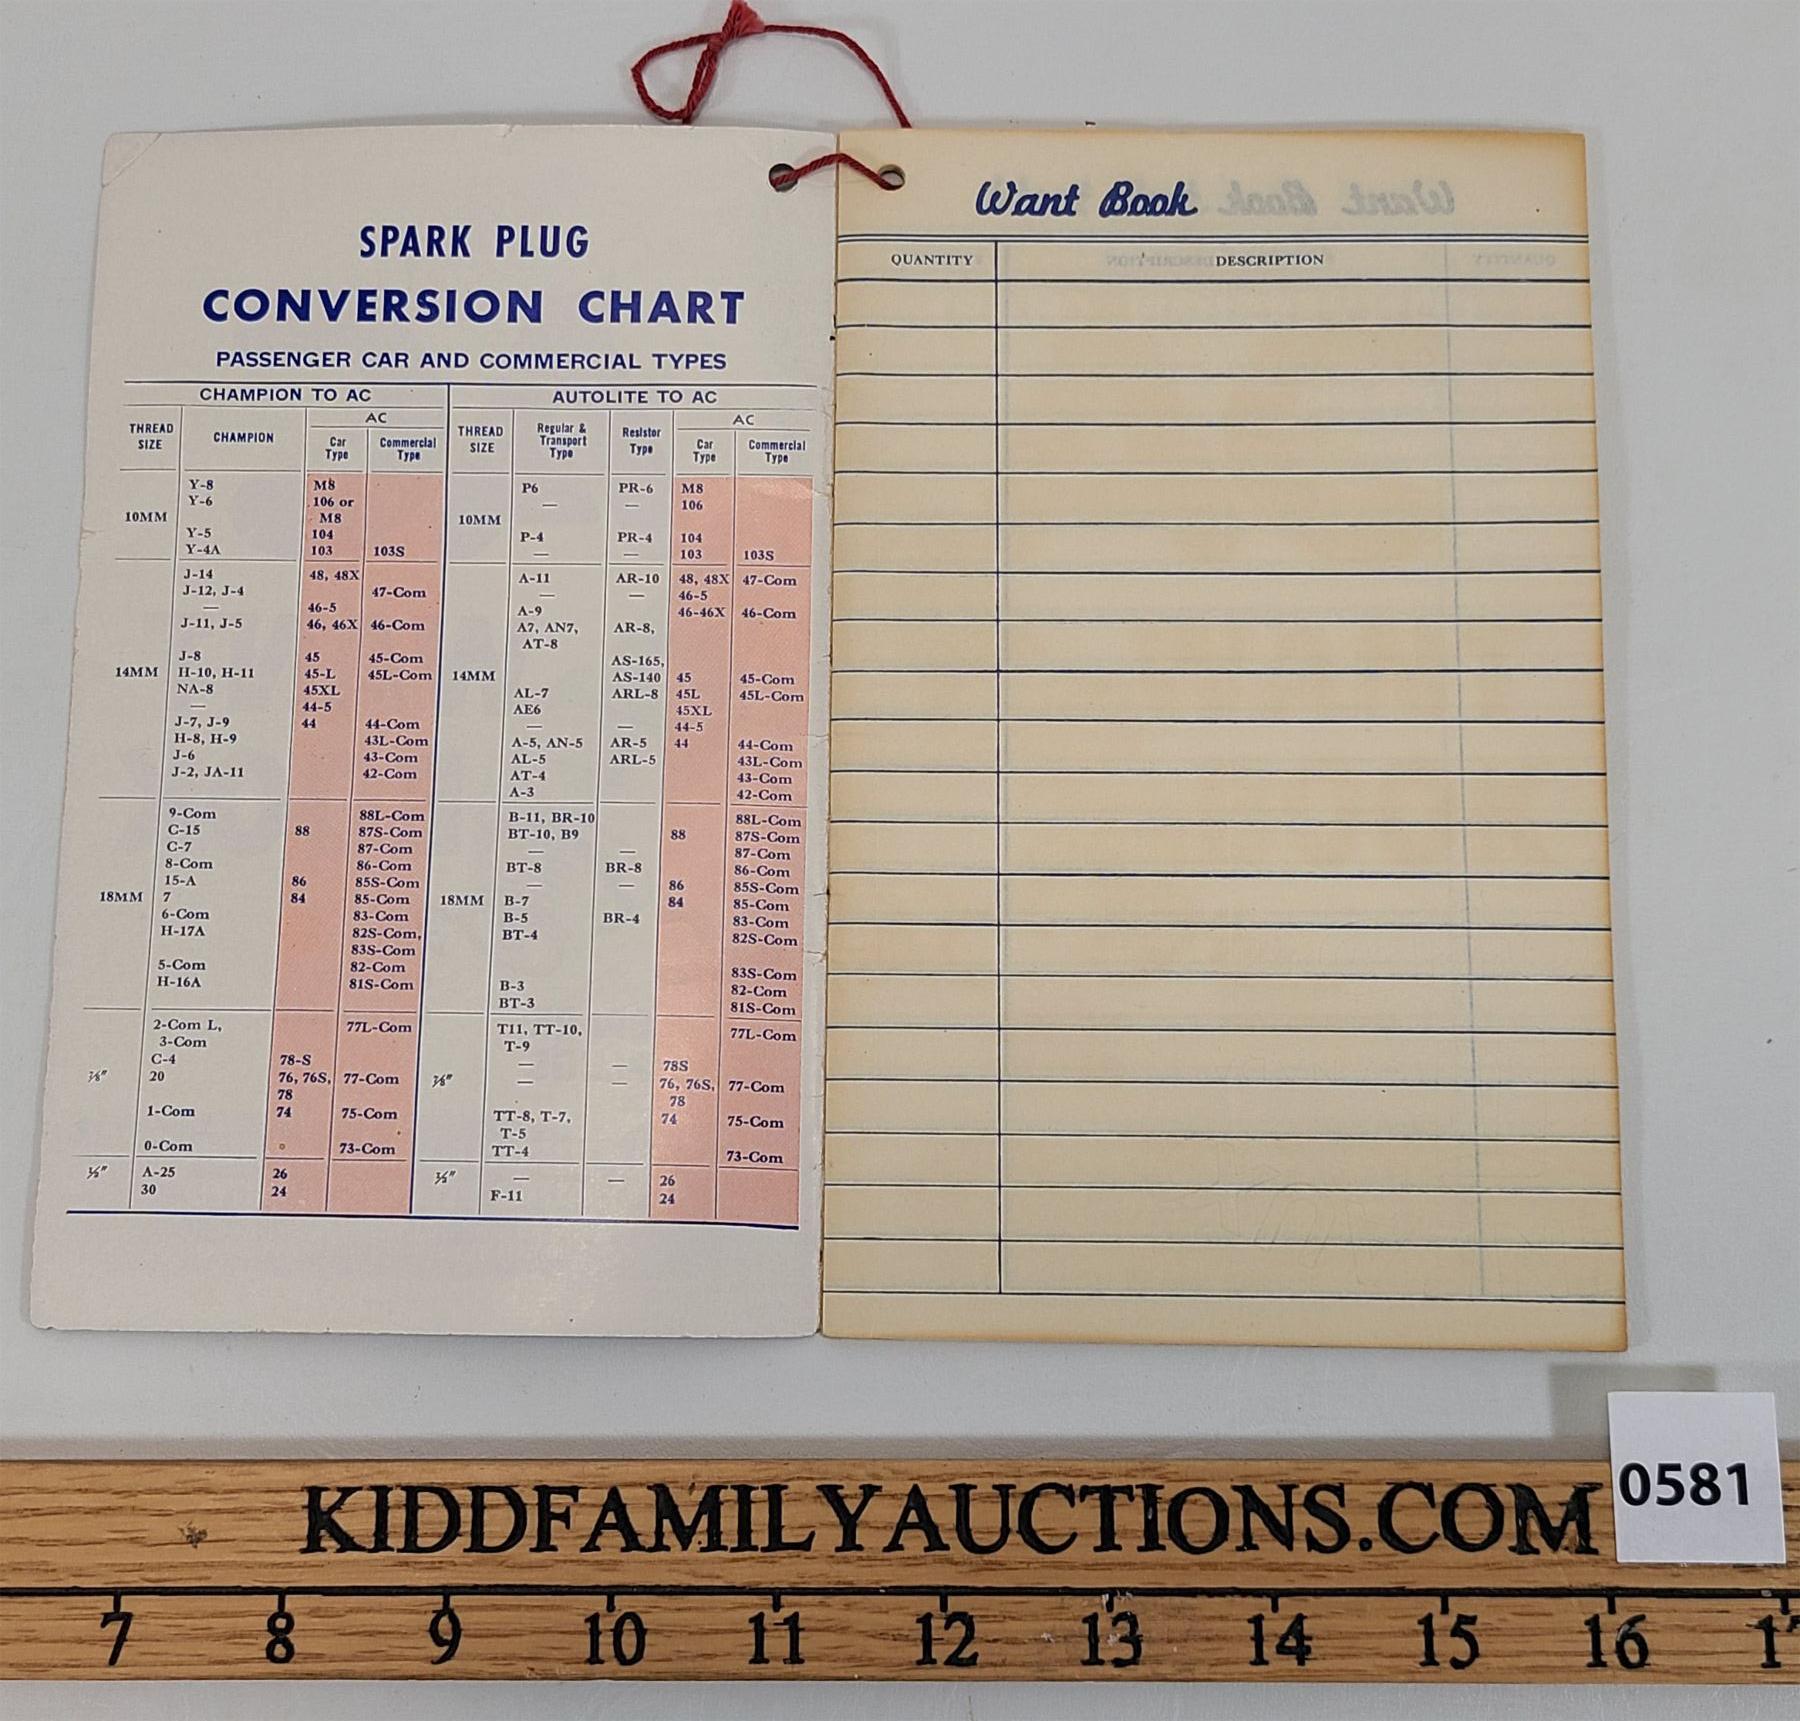 SPARK PLUG
CONVERSION CHART
PASSENGER CAR AND COMMERCIAL TYPES
CHAMPION TO AC
THREAD SIZE CHAMPION AC
Car Type Commercial Type
10MM
Y-8 M8
Y-6 106 or
M8
Y-5 104
Y-4A 103 103S
14MM
J-14 48, 48X
J-12, J-4 47-Com
— 46-5
J-11, J-5 46, 46X 46-Com
J-8 45 45-Com
H-10, H-11 45-L 45L-Com
NA-8 45XL
— 44-5
J-7, J-9 44 44-Com
H-8, H-9 43L-Com
J-6 43-Com
J-2, JA-11 42-Com
18MM
9-Com 88L-Com
C-15 88 87S-Com
C-7 87-Com
8-Com 86-Com
15-A 86 85S-Com
7 84 85-Com
6-Com 83-Com
H-17A 82S-Com,
83S-Com
5-Com 82-Com
H-16A 81S-Com
7/8"
2-Com L, 77L-Com
3-Com
C-4 78-S
20 76, 76S, 77-Com
78
1-Com 74 75-Com
0-Com 73-Com
1/2"
A-25 26
30 24
AUTOLITE TO AC
THREAD SIZE Regular & Transport Type Resistor Type AC
Car Type Commercial Type
10MM
P6 PR-6 M8
— — 106
P-4 PR-4 104
— — 103 103S
14MM
A-11 AR-10 48, 48X 47-Com
— — 46-5
A-9 46-46X 46-Com
A7, AN7, AR-8,
AT-8
AS-165,
AS-140 45 45-Com
AL-7 ARL-8 45L 45L-Com
AE6 45XL
— — 44-5
A-5, AN-5 AR-5 44 44-Com
AL-5 ARL-5 43L-Com
AT-4 43-Com
A-3 42-Com
18MM
B-11, BR-10 88L-Com
BT-10, B9 88 87S-Com
— — 87-Com
BT-8 BR-8 86-Com
— — 86 85S-Com
B-7 84 85-Com
B-5 BR-4 83-Com
BT-4 82S-Com
83S-Com
B-3 82-Com
BT-3 81S-Com
7/8"
T11, TT-10, 77L-Com
T-9
— — 78S
— — 76, 76S, 77-Com
78
TT-8, T-7, 74 75-Com
T-5
TT-4 73-Com
1/2"
— — 26
F-11 24
Want Book
QUANTITY DESCRIPTION
0581
KIDDFAMILYAUCTIONS.COM
7 8 9 10 11 12 13 14 15 16